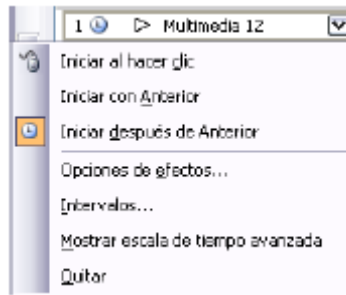 1 Multimedia 12
Iniciar al hacer clic
Iniciar con Anterior
Iniciar después de Anterior
Opciones de efectos...
Intervalos...
Mostrar escala de tiempo avanzada
Quitar